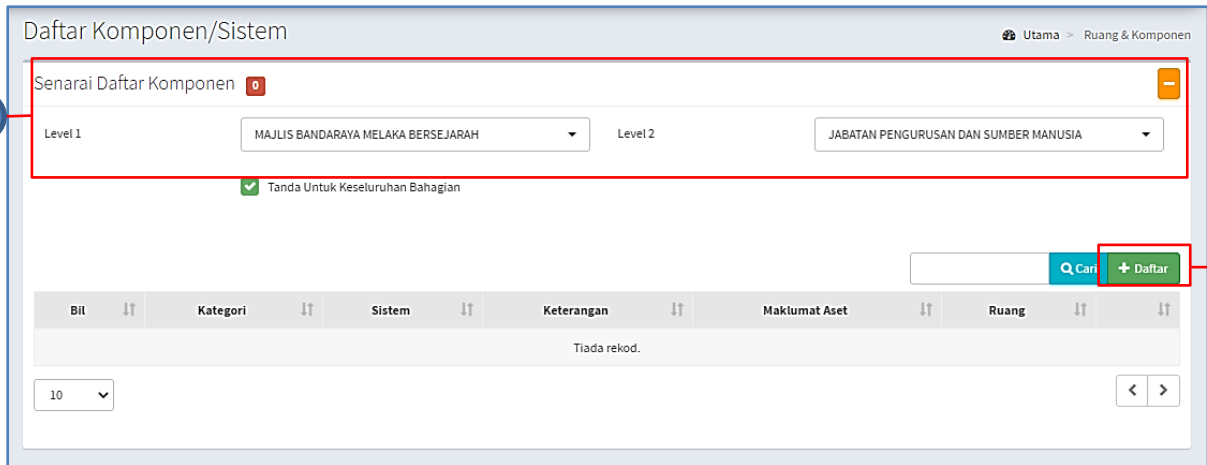 Daftar Komponen/Sistem
Utama > Ruang & Komponen
Senarai Daftar Komponen 0
Level 1 MAJLIS BANDARAYA MELAKA BERSEJARAH Level 2 JABATAN PENGURUSAN DAN SUMBER MANUSIA
Tanda Untuk Keseluruhan Bahagian
Cari + Daftar
Bil Kategori Sistem Keterangan Maklumat Aset Ruang
Tiada rekod.
10 < >